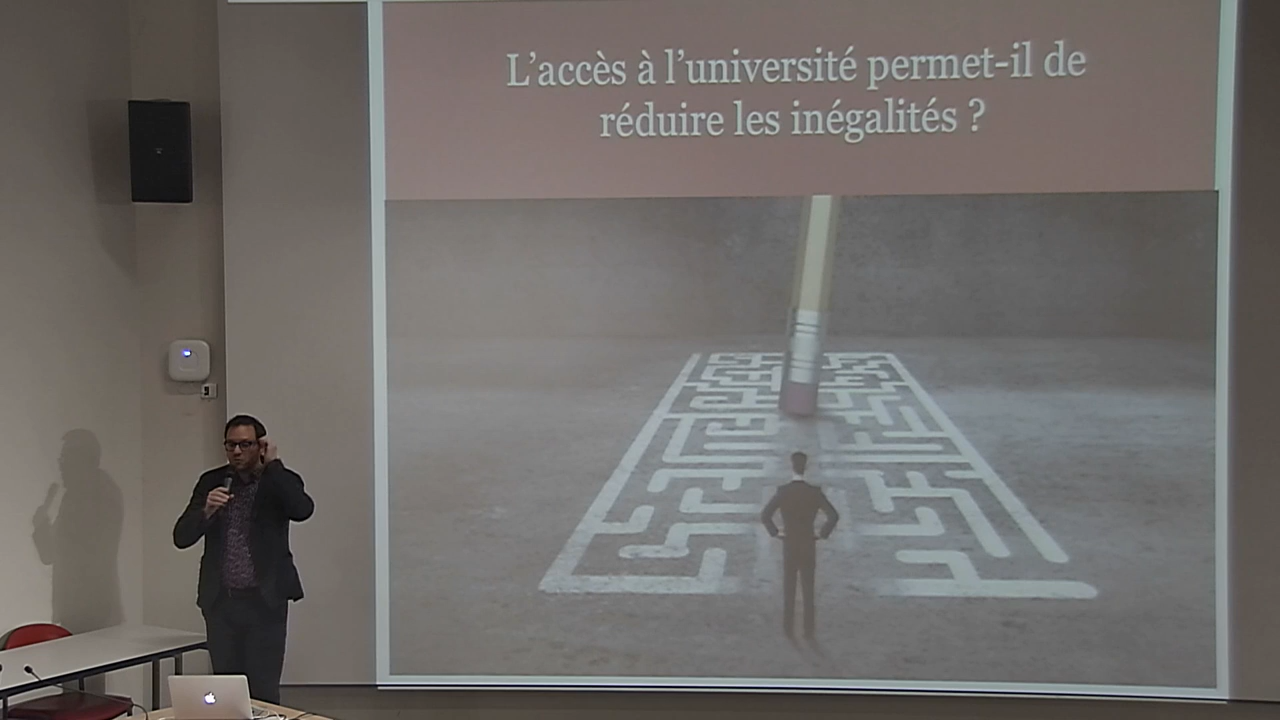 L'accès à l'université permet-il de
réduire les inégalités ?